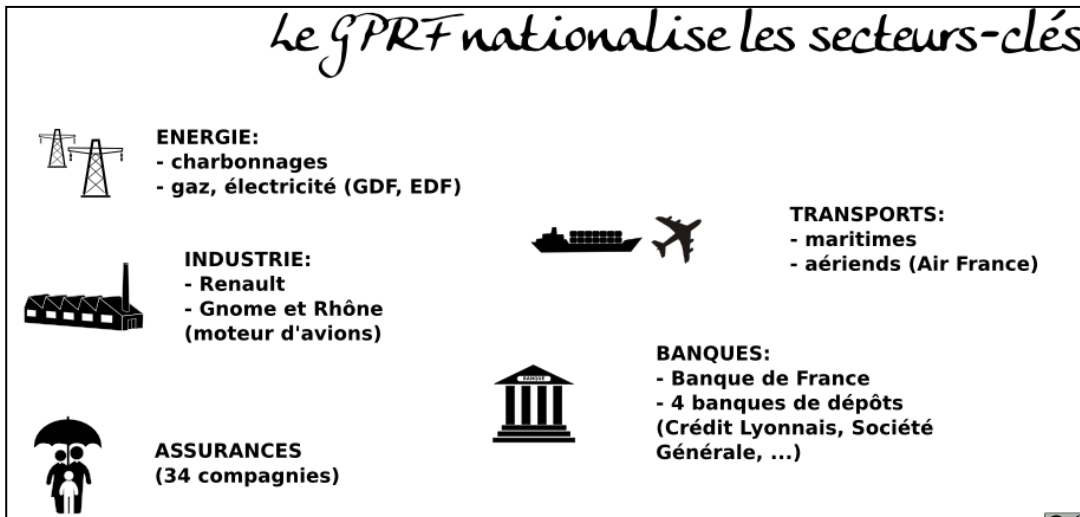 Le GPRF nationalise les secteurs-clés
ENERGIE:
- charbonnages
- gaz, électricité (GDF, EDF)
TRANSPORTS:
- maritimes
- aériends (Air France)
INDUSTRIE:
- Renault
- Gnome et Rhône
(moteur d'avions)
BANQUES:
- Banque de France
- 4 banques de dépôts
(Crédit Lyonnais, Société
Générale, ...)
BANQUE
ASSURANCES
(34 compagnies)